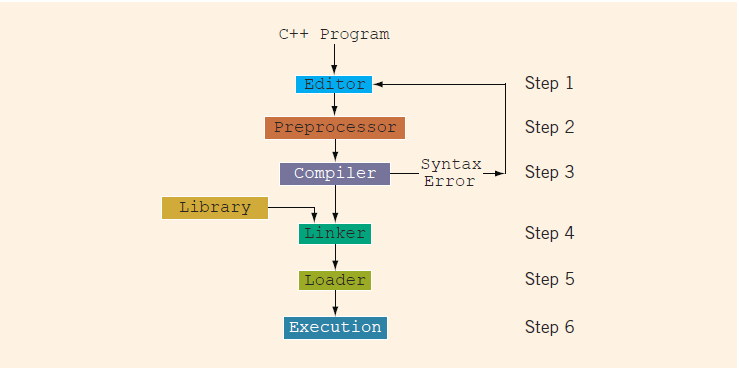 C++ Program
Editor
Step 1
Preprocessor
Step 2
Syntax
Error
Compiler
Step 3
Library
Linker
Step 4
Loader
Step 5
Execution
Step 6